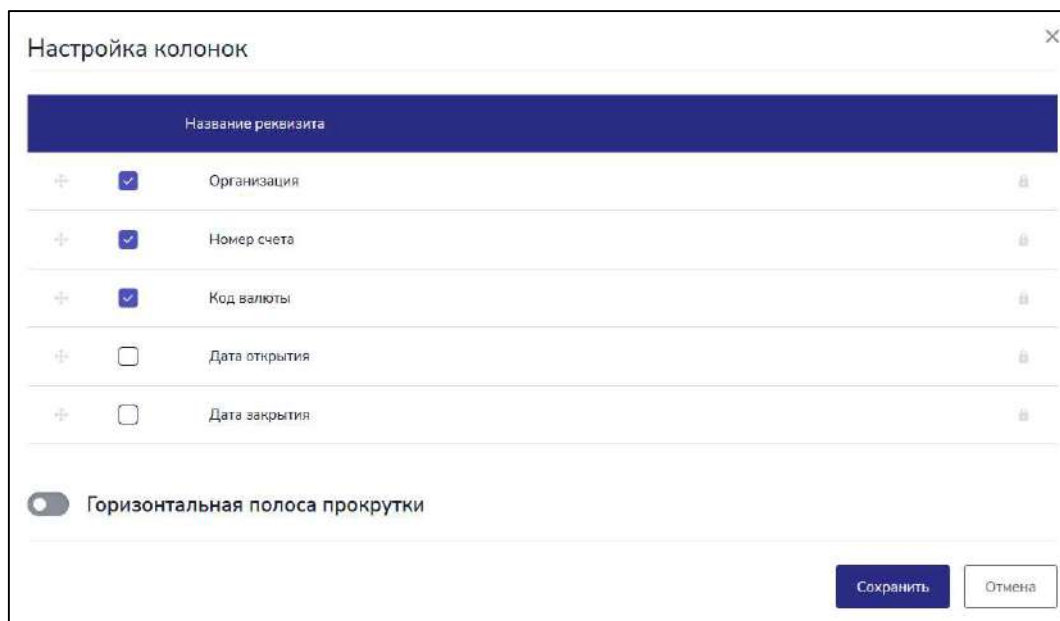 Настройка колонок
Название реквизита
Организация
Номер счета
Код валюты
Дата открытия
Дата закрытия
Горизонтальная полоса прокрутки
Сохранить
Отмена